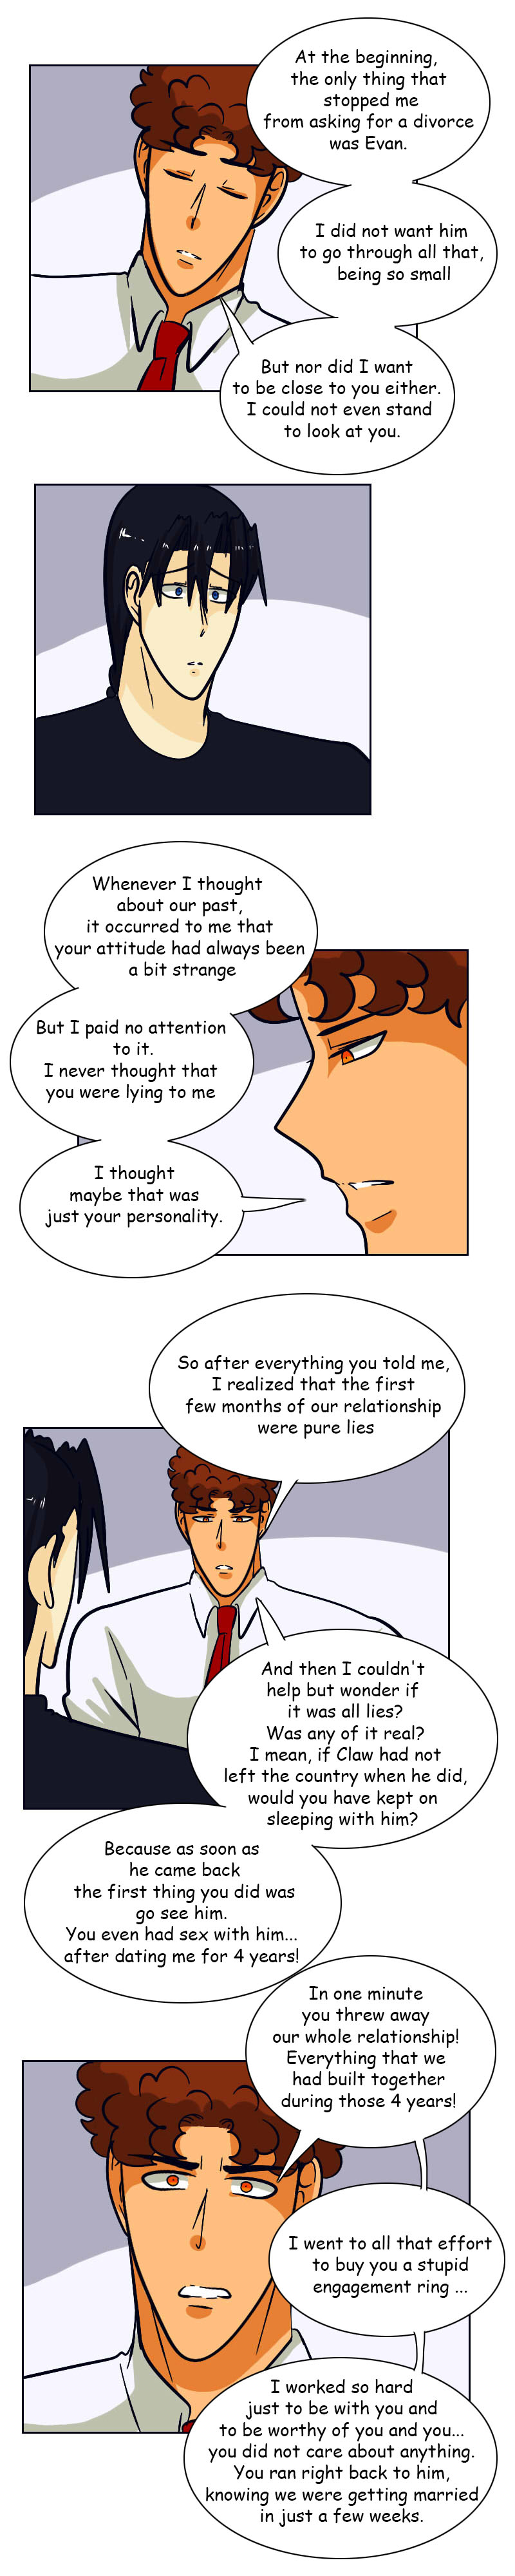 At the beginning,
the only thing that
stopped me
from asking for a divorce
was Evan.
I did not want him
to go through all that,
being so small
But nor did I want
to be close to you either.
I could not even stand
to look at you.
Whenever I thought
about our past,
it occurred to me that
your attitude had always been
a bit strange
But I paid no attention
to it.
I never thought that
you were lying to me
I thought
maybe that was
just your personality.
So after everything you told me,
I realized that the first
few months of our relationship
were pure lies
And then I couldn't
help but wonder if
it was all lies?
Was any of it real?
I mean, if Claw had not
left the country when he did,
would you have kept on
sleeping with him?
Because as soon as
he came back
the first thing you did was
go see him.
You even had sex with him...
after dating me for 4 years!
In one minute
you threw away
our whole relationship!
Everything that we
had built together
during those 4 years!
I went to all that effort
to buy you a stupid
engagement ring ...
I worked so hard
just to be with you and
to be worthy of you and you...
you did not care about anything.
You ran right back to him,
knowing we were getting married
in just a few weeks.